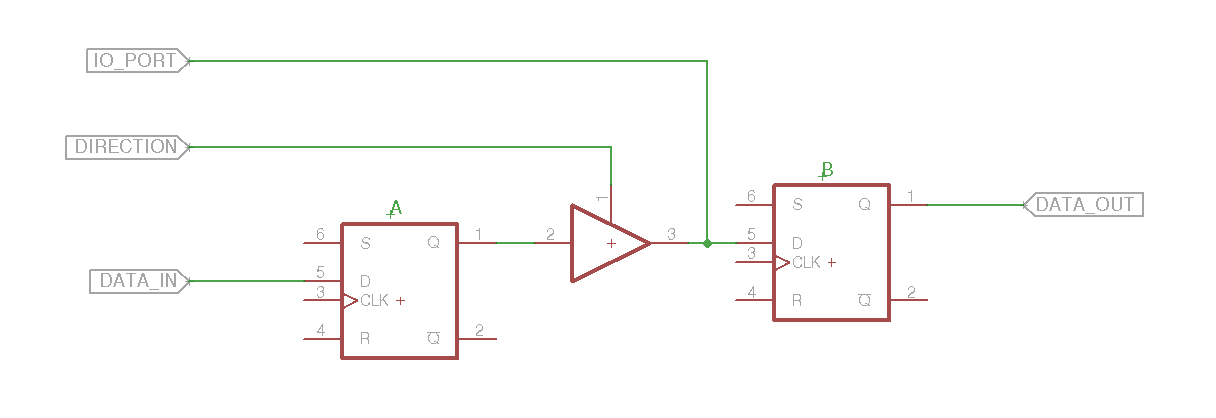 IO_PORT
DIRECTION
DATA_IN
A
6 S Q 1
5 D
3 CLK
4 R Q̅ 2
1
2 3
B
6 S Q 1
5 D
3 CLK
4 R Q̅ 2
DATA_OUT